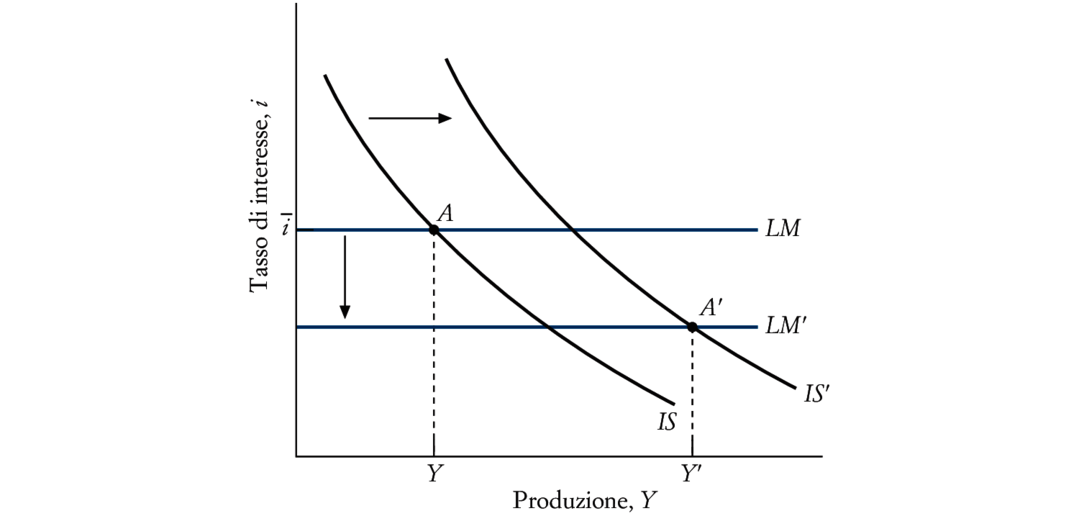 Tasso di interesse, i
i̅
A
LM
A′
LM′
IS′
IS
Y
Y′
Produzione, Y